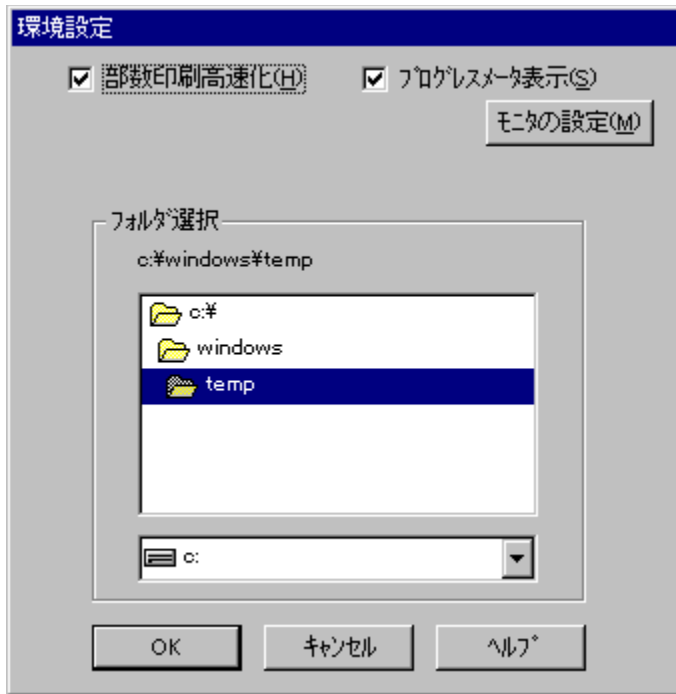 環境設定
部数印刷高速化(H) ﾌﾟﾛｸﾞﾚｽﾒｰﾀ表示(S)
ﾓﾆﾀの設定(M)
ﾌｫﾙﾀﾞ選択
c:¥windows¥temp
c:¥
windows
temp
c:
OK ｷｬﾝｾﾙ ﾍﾙﾌﾟ